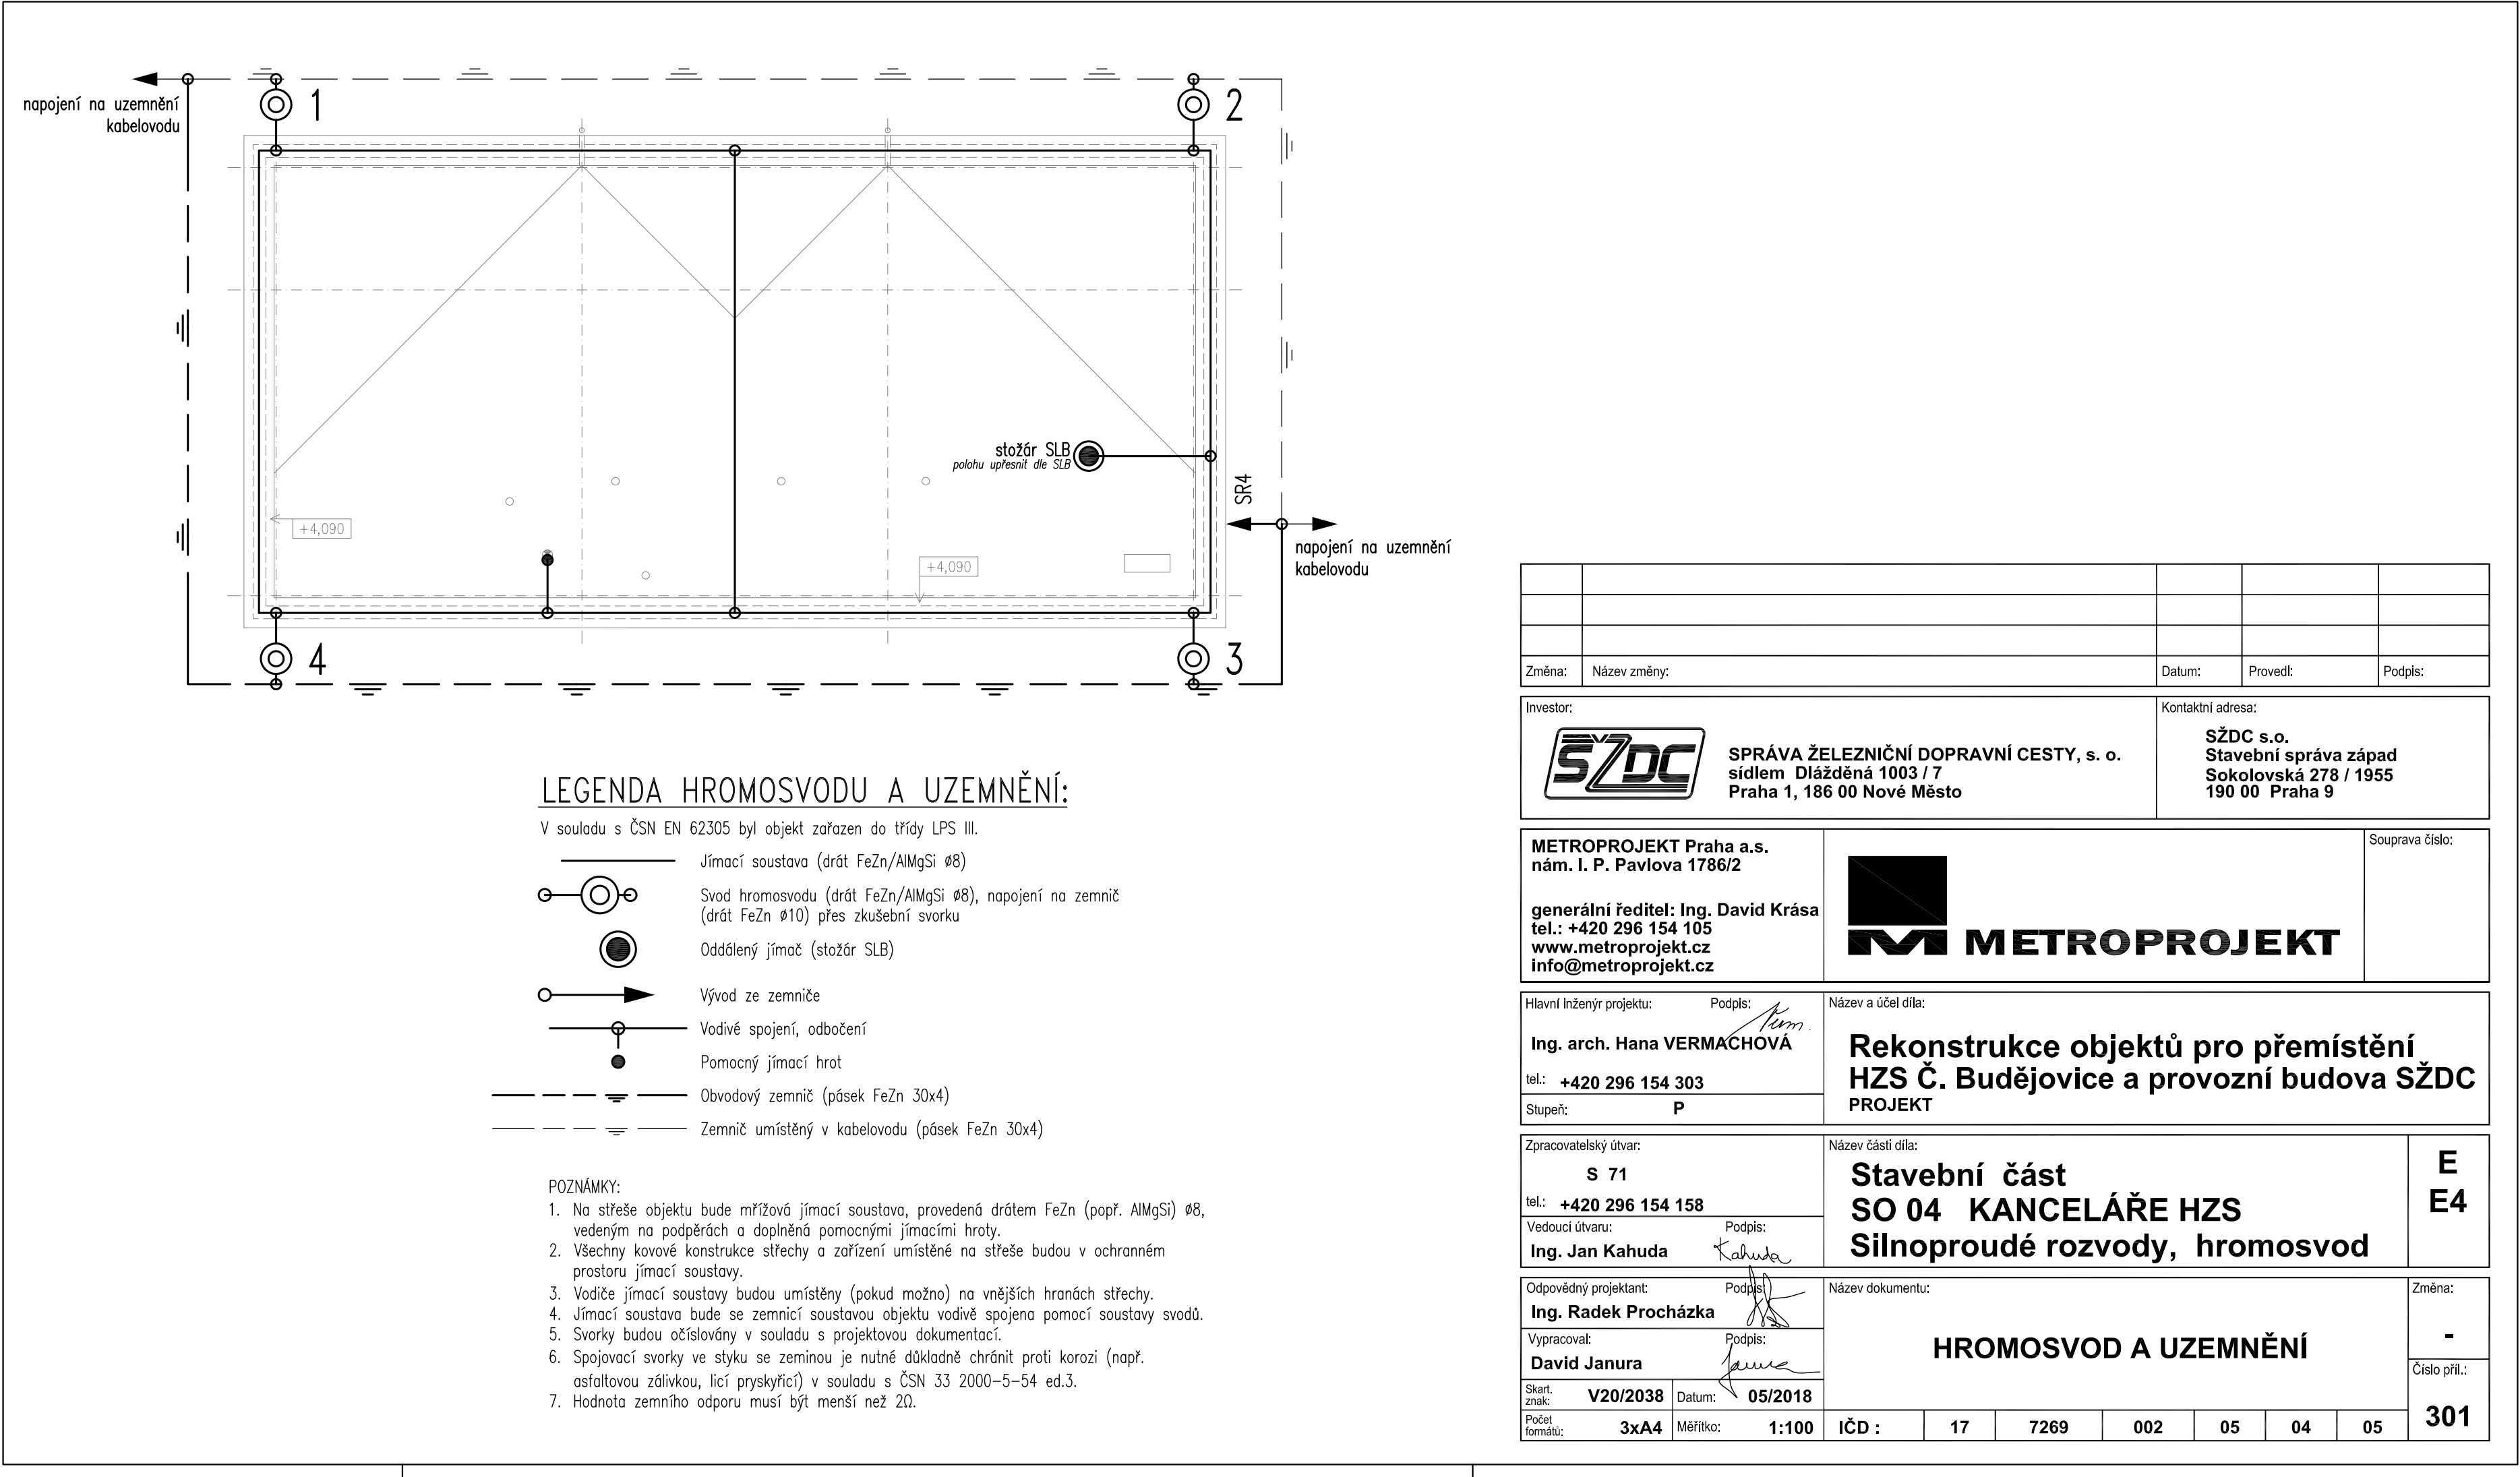 napojení na uzemnění
kabelovodu
1
2
stožár SLB
polohu upřesnit dle SLB
SR4
+4,090
+4,090
napojení na uzemnění
kabelovodu
4
3
LEGENDA HROMOSVODU A UZEMNĚNÍ:
V souladu s ČSN EN 62305 byl objekt zařazen do třídy LPS III.
Jímací soustava (drát FeZn/AlMgSi ø8)
Svod hromosvodu (drát FeZn/AlMgSi ø8), napojení na zemnič
(drát FeZn ø10) přes zkušební svorku
Oddálený jímač (stožár SLB)
Vývod ze zemniče
Vodivé spojení, odbočení
Pomocný jímací hrot
Obvodový zemnič (pásek FeZn 30x4)
Zemnič umístěný v kabelovodu (pásek FeZn 30x4)
POZNÁMKY:
1. Na střeše objektu bude mřížová jímací soustava, provedená drátem FeZn (popř. AlMgSi) ø8,
vedeným na podpěrách a doplněná pomocnými jímacími hroty.
2. Všechny kovové konstrukce střechy a zařízení umístěné na střeše budou v ochranném
prostoru jímací soustavy.
3. Vodiče jímací soustavy budou umístěny (pokud možno) na vnějších hranách střechy.
4. Jímací soustava bude se zemnicí soustavou objektu vodivě spojena pomocí soustavy svodů.
5. Svorky budou očíslovány v souladu s projektovou dokumentací.
6. Spojovací svorky ve styku se zeminou je nutné důkladně chránit proti korozi (např.
asfaltovou zálivkou, licí pryskyřicí) v souladu s ČSN 33 2000-5-54 ed.3.
7. Hodnota zemního odporu musí být menší než 2Ω.
Změna: Název změny: Datum: Provedl: Podpis:
Investor:
SŽDC
SPRÁVA ŽELEZNIČNÍ DOPRAVNÍ CESTY, s. o.
sídlem Dlážděná 1003 / 7
Praha 1, 186 00 Nové Město
Kontaktní adresa:
SŽDC s.o.
Stavební správa západ
Sokolovská 278 / 1955
190 00 Praha 9
METROPROJEKT Praha a.s.
nám. I. P. Pavlova 1786/2
generální ředitel: Ing. David Krása
tel.: +420 296 154 105
www.metroprojekt.cz
info@metroprojekt.cz
METROPROJEKT
Souprava číslo:
Hlavní inženýr projektu: Podpis:
Ing. arch. Hana VERMACHOVÁ
tel.: +420 296 154 303
Stupeň: P
Název a účel díla:
Rekonstrukce objektů pro přemístění
HZS Č. Budějovice a provozní budova SŽDC
PROJEKT
Zpracovatelský útvar:
S 71
tel.: +420 296 154 158
Vedoucí útvaru: Podpis:
Ing. Jan Kahuda Kahuda
Název části díla:
Stavební část
SO 04 KANCELÁŘE HZS
Silnoproudé rozvody, hromosvod
E
E4
Odpovědný projektant: Podpis:
Ing. Radek Procházka
Vypracoval: Podpis:
David Janura Janura
Skart.
znak: V20/2038 Datum: 05/2018
Počet
formátů: 3xA4 Měřítko: 1:100
Název dokumentu:
HROMOSVOD A UZEMNĚNÍ
IČD : 17 7269 002 05 04 05
Změna:
-
Číslo příl.:
301